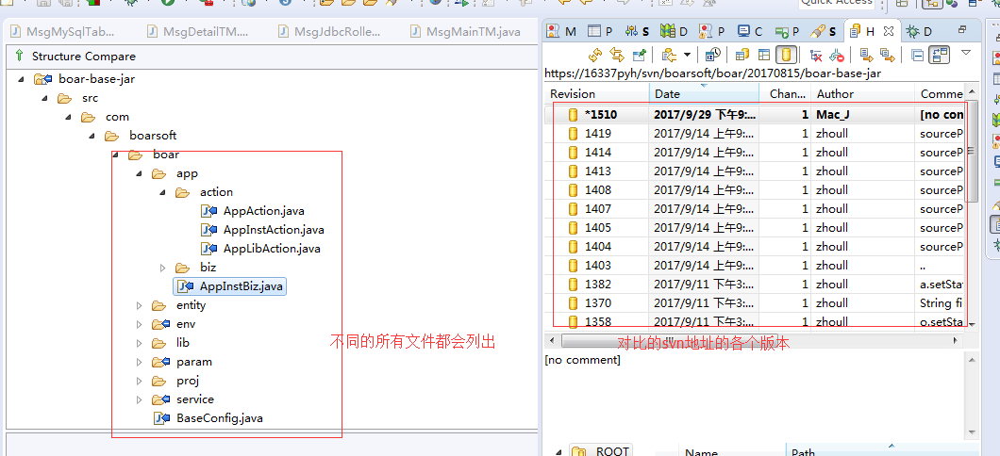 Quick Access
MsgMySqlTab...
MsgDetailTM....
MsgJdbcRolle...
MsgMainTM.java
M
P
S
D
P
C
P
S
H
D
Structure Compare
boar-base-jar
src
com
boarsoft
boar
app
action
AppAction.java
AppInstAction.java
AppLibAction.java
biz
AppInstBiz.java
entity
env
lib
param
proj
service
BaseConfig.java
不同的所有文件都会列出
https://16337pyh/svn/boarsoft/boar/20170815/boar-base-jar
Revision Date Chan... Author Comme
*1510 2017/9/29 下午9:... 1 Mac_J [no con
1419 2017/9/14 上午9:... 1 zhoull sourceP
1414 2017/9/14 上午9:... 1 zhoull sourceP
1413 2017/9/14 上午9:... 1 zhoull sourceP
1408 2017/9/14 上午9:... 1 zhoull sourceP
1407 2017/9/14 上午9:... 1 zhoull sourceP
1405 2017/9/14 上午9:... 1 zhoull sourceP
1404 2017/9/14 上午9:... 1 zhoull sourceP
1403 2017/9/14 上午9:... 1 zhoull ..
1382 2017/9/11 下午3:... 1 zhoull a.setSta
1370 2017/9/11 下午3:... 1 zhoull String fi
1358 2017/9/11 下午3:... 1 zhoull o.setSta
对比的svn地址的各个版本
[no comment]
ROOT
Name
Path